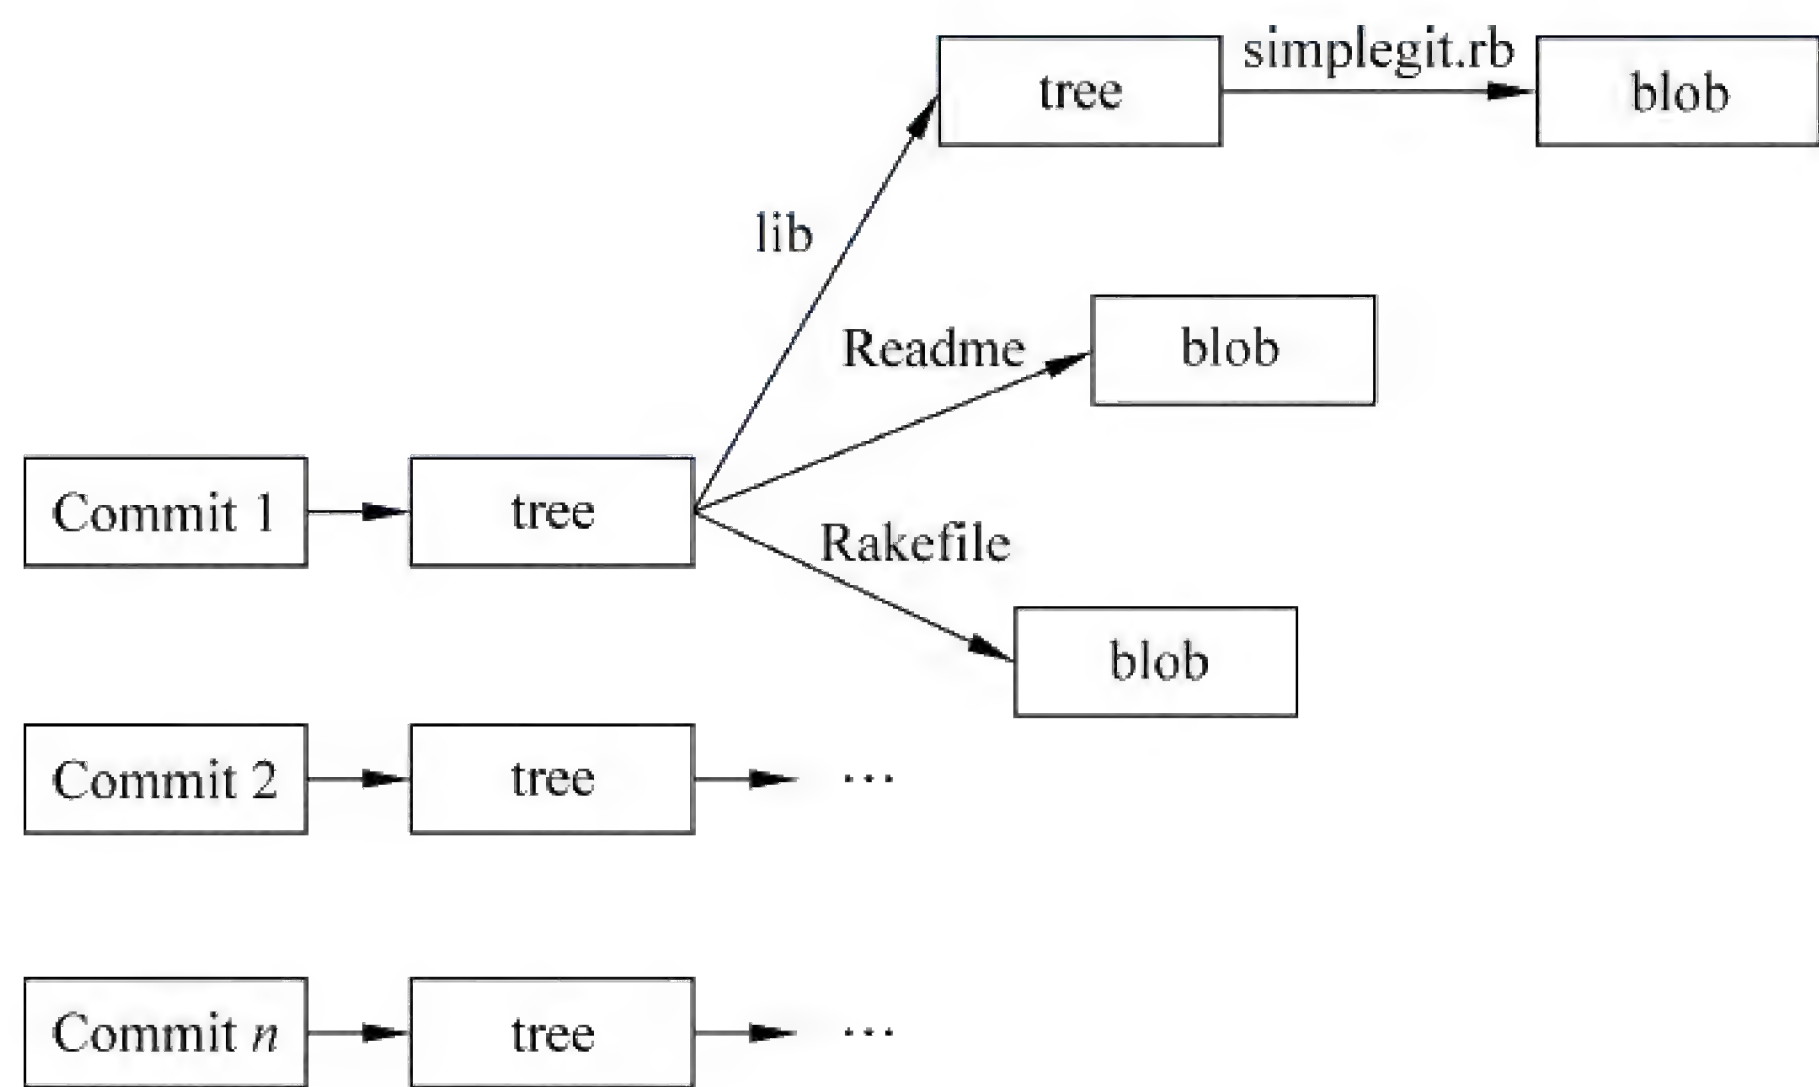 tree
simplegit.rb
blob
lib
Readme
blob
Commit 1
tree
Rakefile
blob
Commit 2
tree
...
Commit n
tree
...